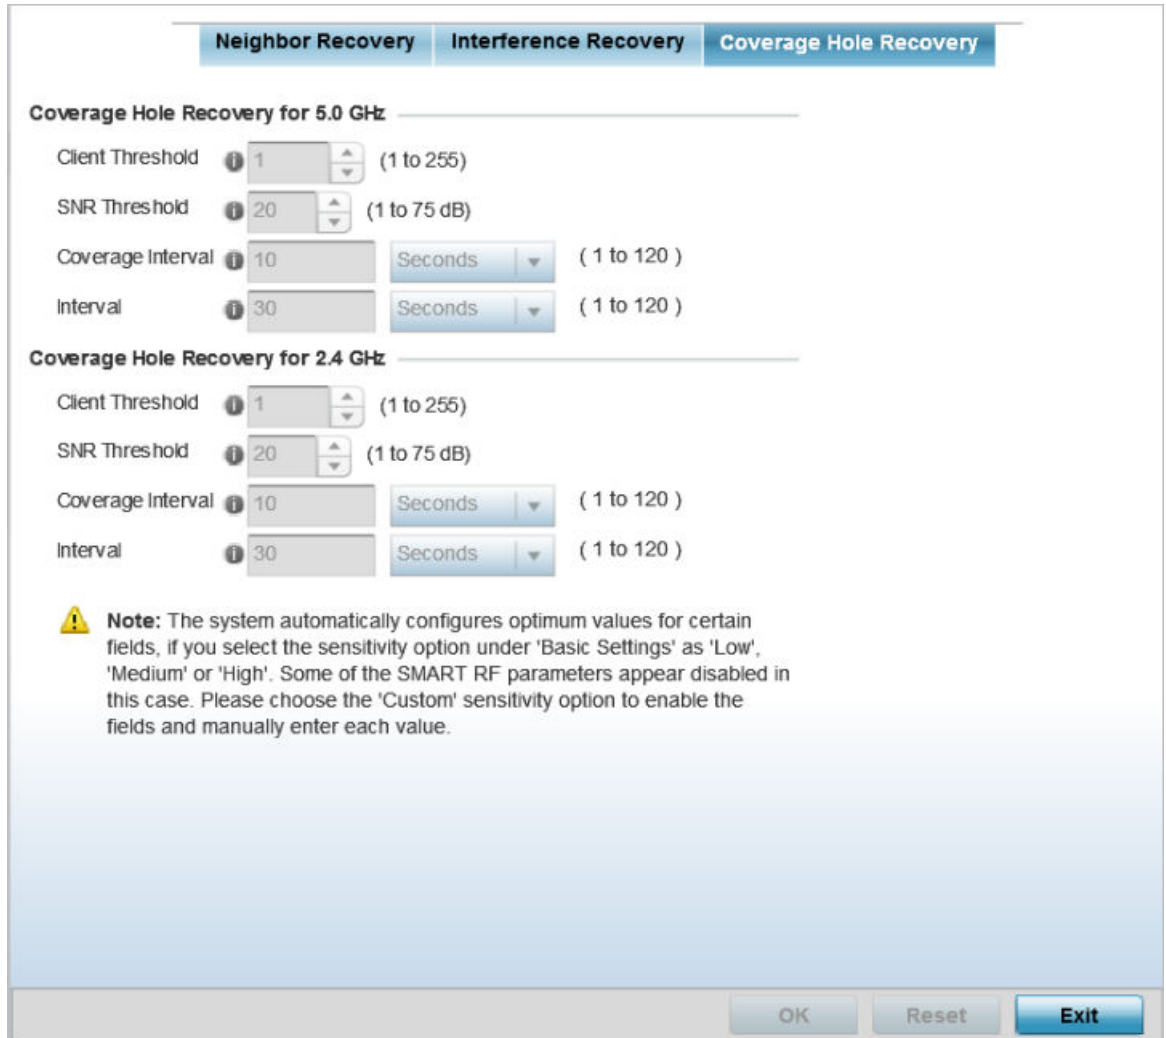 Neighbor Recovery Interference Recovery Coverage Hole Recovery
Coverage Hole Recovery for 5.0 GHz
Client Threshold 1 (1 to 255)
SNR Threshold 20 (1 to 75 dB)
Coverage Interval 10 Seconds ( 1 to 120 )
Interval 30 Seconds ( 1 to 120 )
Coverage Hole Recovery for 2.4 GHz
Client Threshold 1 (1 to 255)
SNR Threshold 20 (1 to 75 dB)
Coverage Interval 10 Seconds ( 1 to 120 )
Interval 30 Seconds ( 1 to 120 )
Note: The system automatically configures optimum values for certain
fields, if you select the sensitivity option under 'Basic Settings' as 'Low',
'Medium' or 'High'. Some of the SMART RF parameters appear disabled in
this case. Please choose the 'Custom' sensitivity option to enable the
fields and manually enter each value.
OK Reset Exit